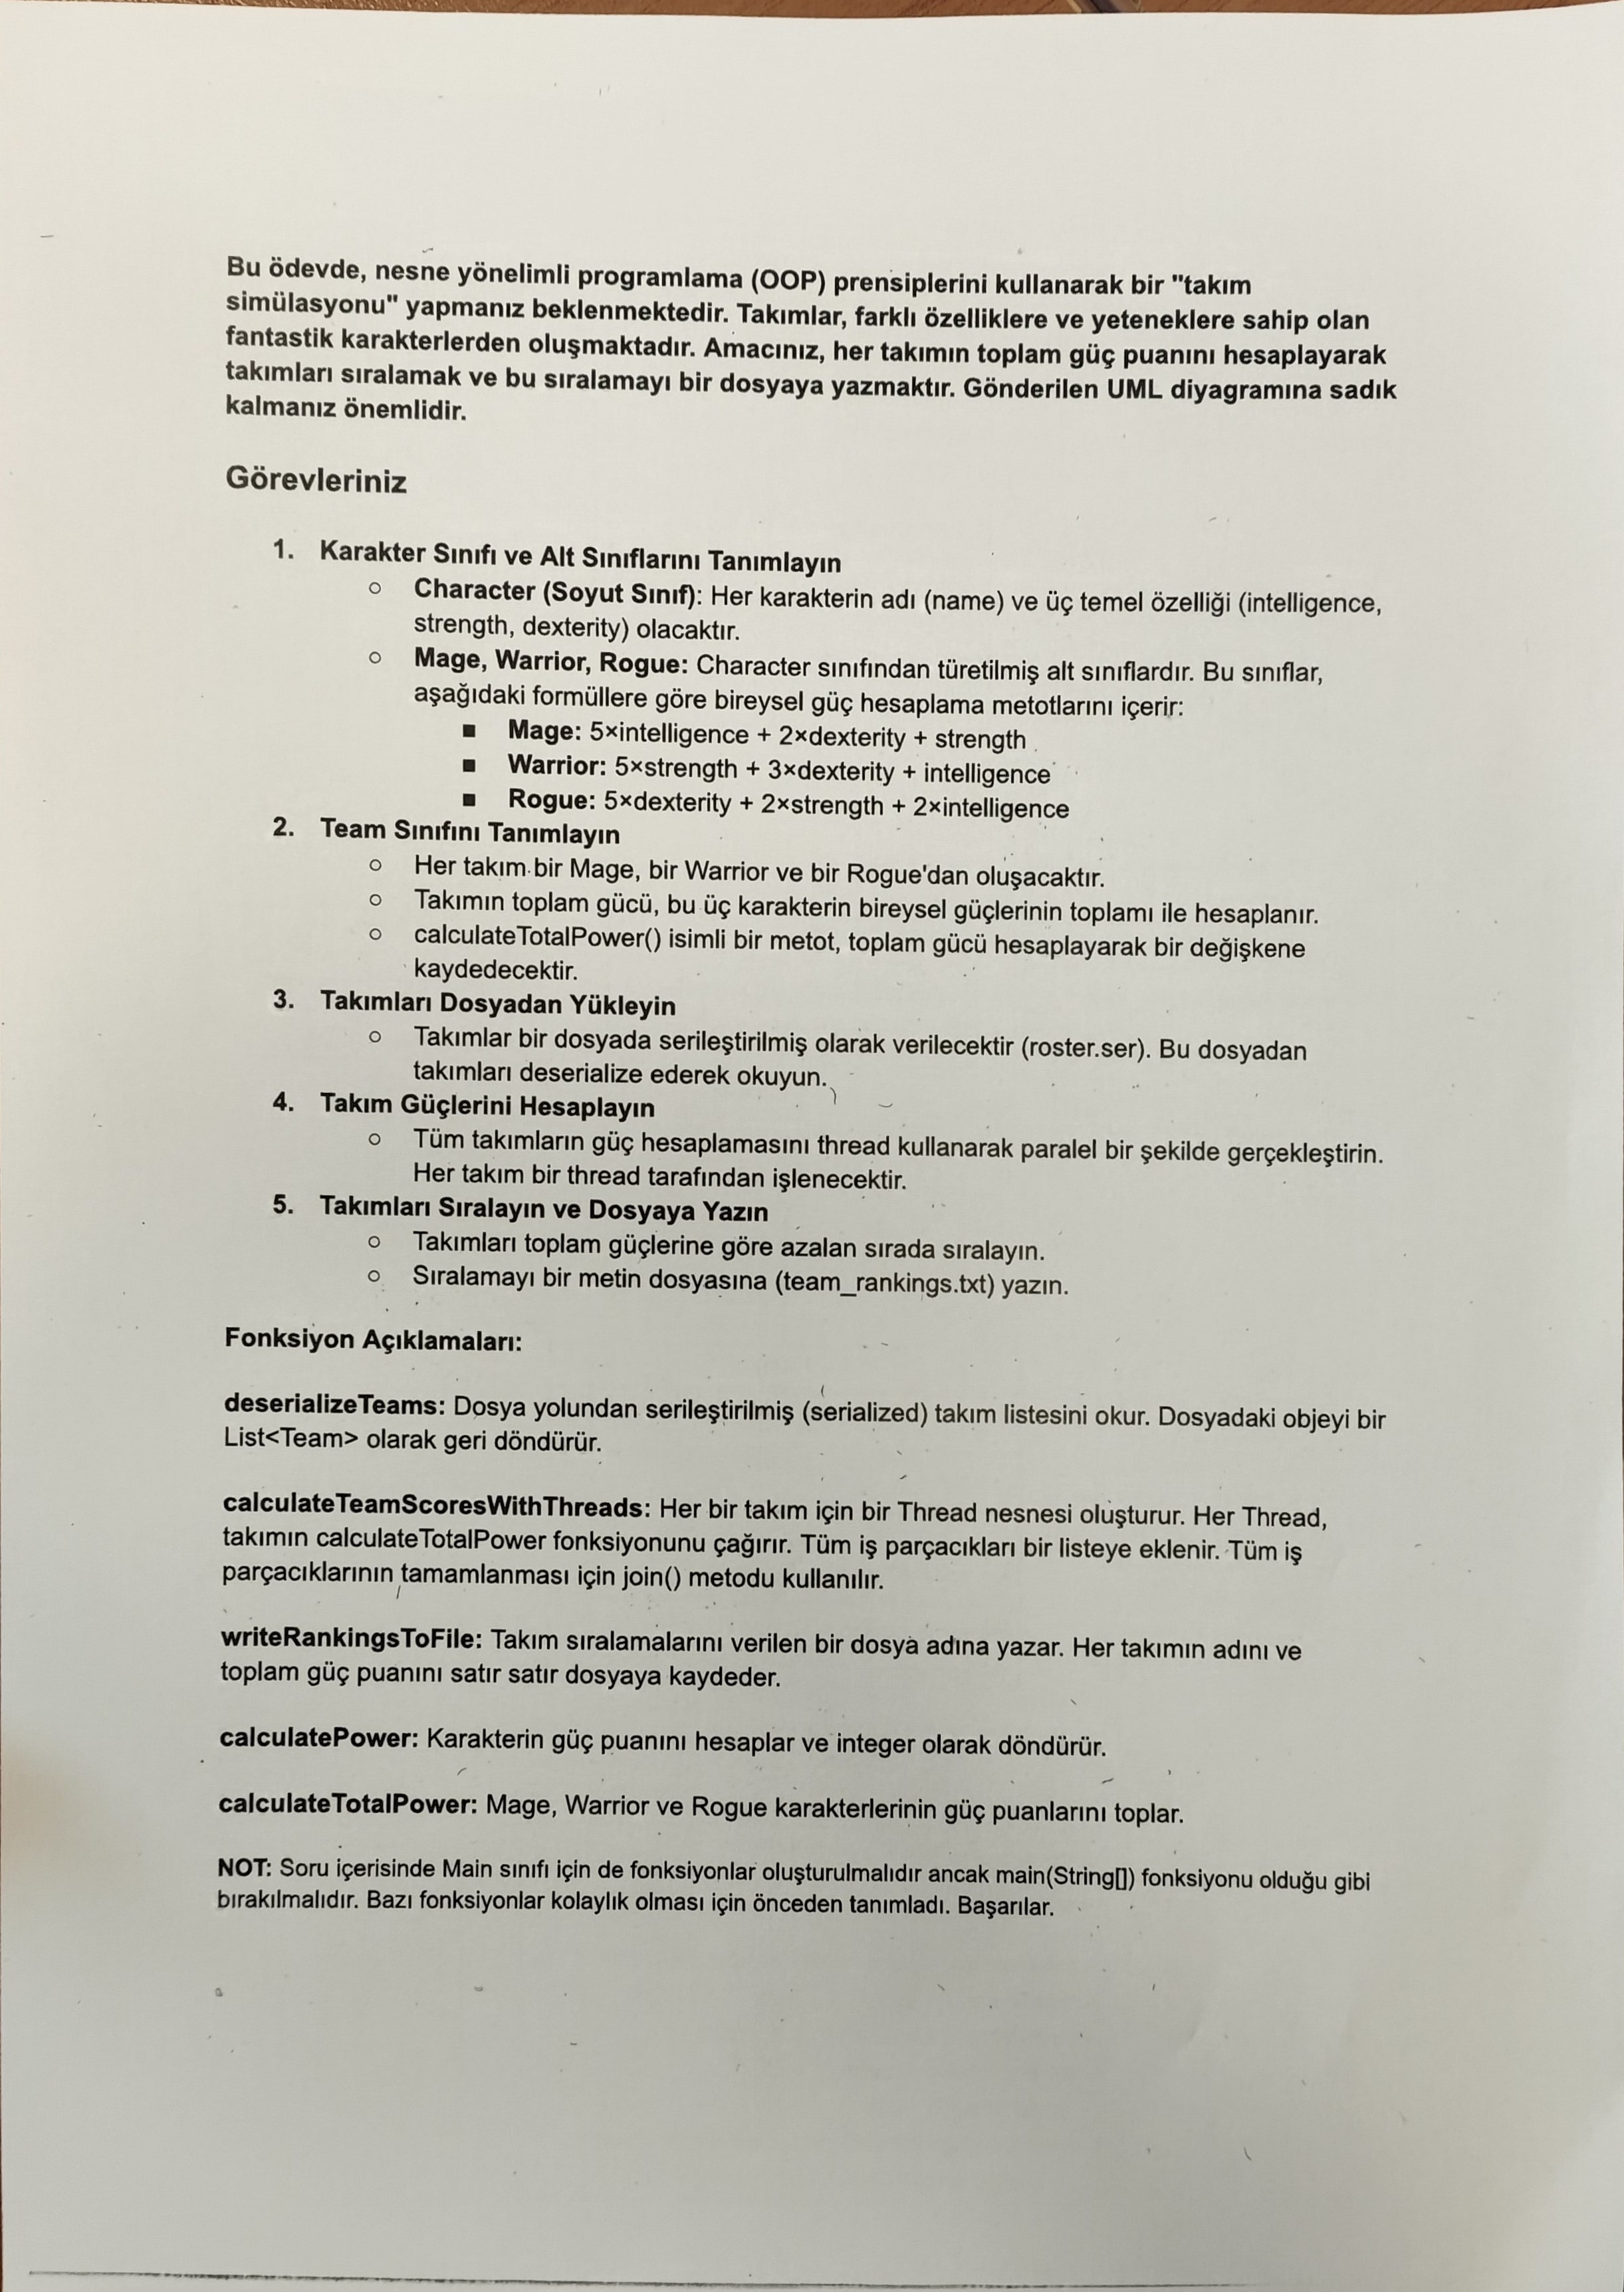 Bu ödevde, nesne yönelimli programlama (OOP) prensiplerini kullanarak bir "takım
simülasyonu" yapmanız beklenmektedir. Takımlar, farklı özelliklere ve yeteneklere sahip olan
fantastik karakterlerden oluşmaktadır. Amacınız, her takımın toplam güç puanını hesaplayarak
takımları sıralamak ve bu sıralamayı bir dosyaya yazmaktır. Gönderilen UML diyagramına sadık
kalmanız önemlidir.
Görevleriniz
1. Karakter Sınıfı ve Alt Sınıflarını Tanımlayın
○ Character (Soyut Sınıf): Her karakterin adı (name) ve üç temel özelliği (intelligence,
strength, dexterity) olacaktır.
○ Mage, Warrior, Rogue: Character sınıfından türetilmiş alt sınıflardır. Bu sınıflar,
aşağıdaki formüllere göre bireysel güç hesaplama metotlarını içerir:
■ Mage: 5×intelligence + 2×dexterity + strength
■ Warrior: 5×strength + 3×dexterity + intelligence
■ Rogue: 5×dexterity + 2×strength + 2×intelligence
2. Team Sınıfını Tanımlayın
○ Her takım bir Mage, bir Warrior ve bir Rogue'dan oluşacaktır.
○ Takımın toplam gücü, bu üç karakterin bireysel güçlerinin toplamı ile hesaplanır.
○ calculateTotalPower() isimli bir metot, toplam gücü hesaplayarak bir değişkene
kaydedecektir.
3. Takımları Dosyadan Yükleyin
○ Takımlar bir dosyada serileştirilmiş olarak verilecektir (roster.ser). Bu dosyadan
takımları deserialize ederek okuyun.
4. Takım Güçlerini Hesaplayın
○ Tüm takımların güç hesaplamasını thread kullanarak paralel bir şekilde gerçekleştirin.
Her takım bir thread tarafından işlenecektir.
5. Takımları Sıralayın ve Dosyaya Yazın
○ Takımları toplam güçlerine göre azalan sırada sıralayın.
○ Sıralamayı bir metin dosyasına (team_rankings.txt) yazın.
Fonksiyon Açıklamaları:
deserializeTeams: Dosya yolundan serileştirilmiş (serialized) takım listesini okur. Dosyadaki objeyi bir
List<Team> olarak geri döndürür.
calculateTeamScoresWithThreads: Her bir takım için bir Thread nesnesi oluşturur. Her Thread,
takımın calculateTotalPower fonksiyonunu çağırır. Tüm iş parçacıkları bir listeye eklenir. Tüm iş
parçacıklarının tamamlanması için join() metodu kullanılır.
writeRankingsToFile: Takım sıralamalarını verilen bir dosya adına yazar. Her takımın adını ve
toplam güç puanını satır satır dosyaya kaydeder.
calculatePower: Karakterin güç puanını hesaplar ve integer olarak döndürür.
calculateTotalPower: Mage, Warrior ve Rogue karakterlerinin güç puanlarını toplar.
NOT: Soru içerisinde Main sınıfı için de fonksiyonlar oluşturulmalıdır ancak main(String[]) fonksiyonu olduğu gibi
bırakılmalıdır. Bazı fonksiyonlar kolaylık olması için önceden tanımladı. Başarılar.